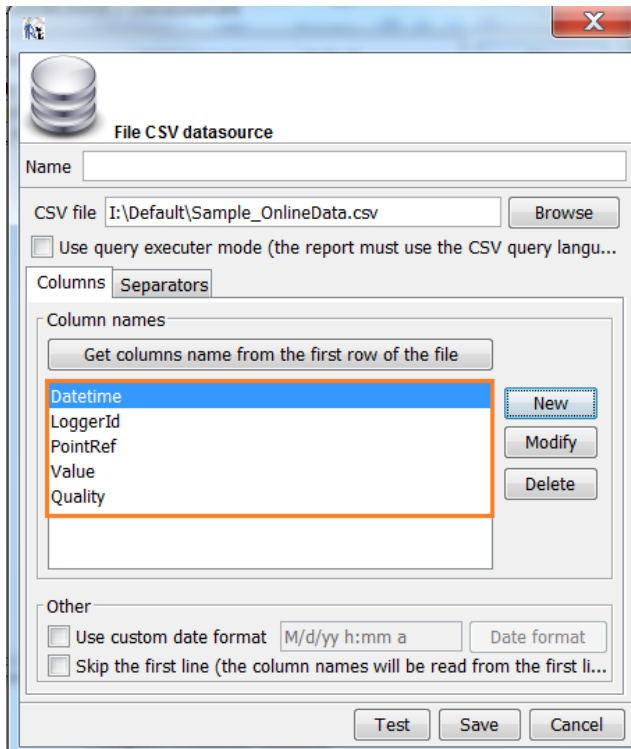 File CSV datasource
Name
CSV file I:\Default\Sample_OnlineData.csv Browse
Use query executer mode (the report must use the CSV query langu...
Columns Separators
Column names
Get columns name from the first row of the file
Datetime
LoggerId
PointRef
Value
Quality
New
Modify
Delete
Other
Use custom date format M/d/yy h:mm a Date format
Skip the first line (the column names will be read from the first li...
Test Save Cancel